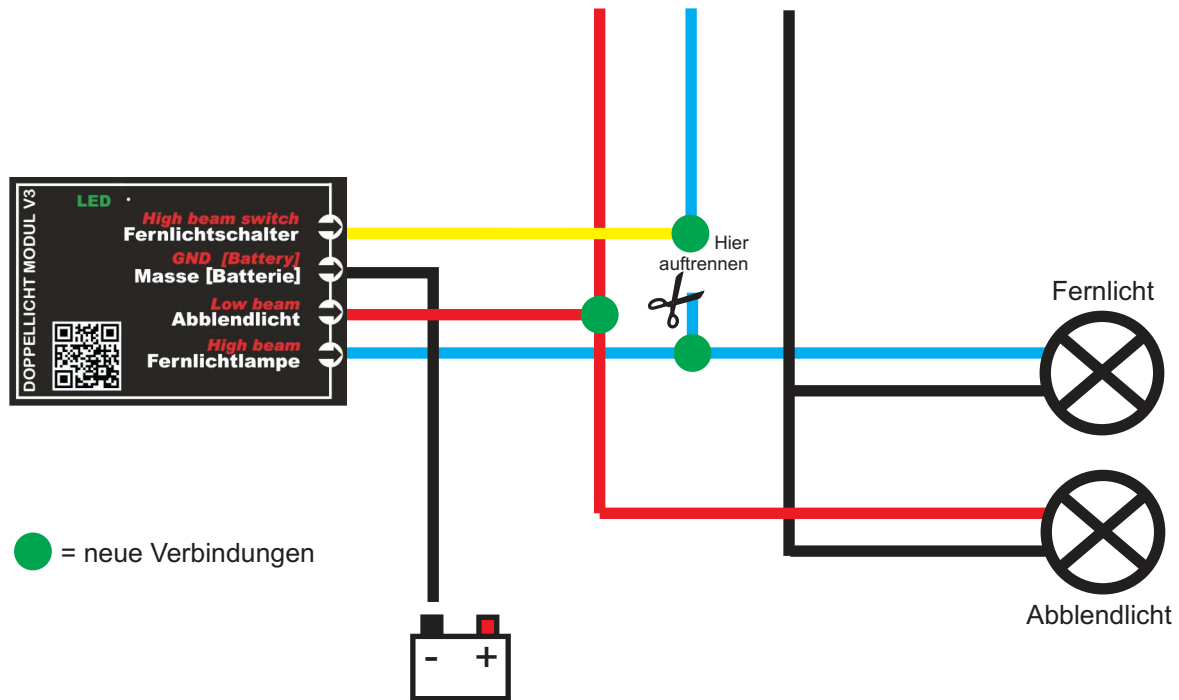 DOPPELLICHT MODUL V3
LED
High beam switch
Fernlichtschalter
GND [Battery]
Masse [Batterie]
Low beam
Abblendlicht
High beam
Fernlichtlampe
Hier
auftrennen
Fernlicht
Abblendlicht
= neue Verbindungen
- +